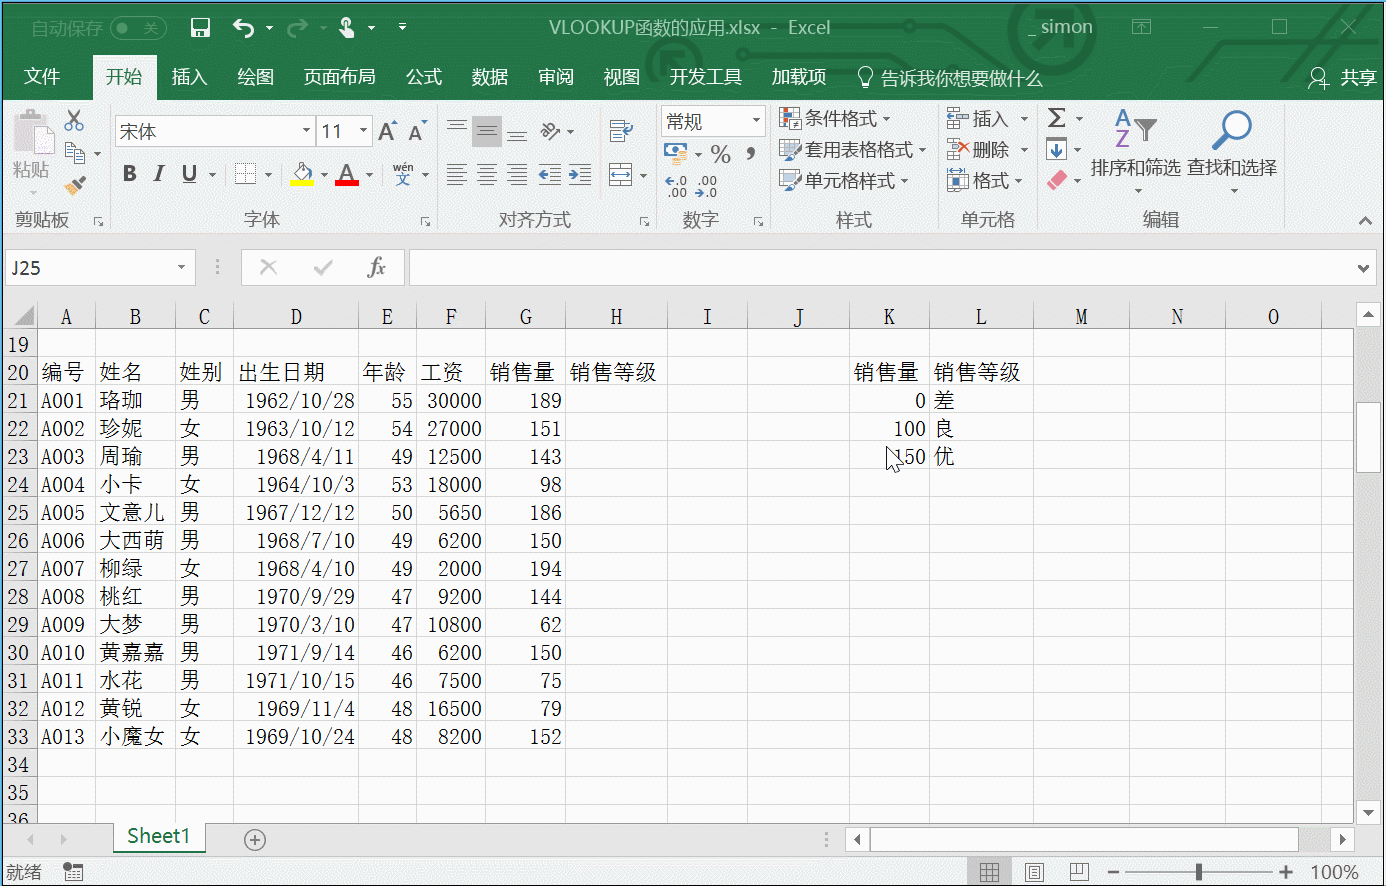 自动保存 关 VLOOKUP函数的应用.xlsx - Excel _ simon
文件 开始 插入 绘图 页面布局 公式 数据 审阅 视图 开发工具 加载项 告诉我你想要做什么 共享
粘贴 宋体 11 A A 常规 条件格式 插入 Σ A Z
B I U A wén 文 % , 套用表格格式 删除 排序和筛选 查找和选择
←.0 .00 .00 →.0 单元格样式 格式
剪贴板 字体 对齐方式 数字 样式 单元格 编辑
J25 fx
A B C D E F G H I J K L M N O
19
20 编号 姓名 性别 出生日期 年龄 工资 销售量 销售等级 销售量 销售等级
21 A001 珞珈 男 1962/10/28 55 30000 189 0 差
22 A002 珍妮 女 1963/10/12 54 27000 151 100 良
23 A003 周瑜 男 1968/4/11 49 12500 143 150 优
24 A004 小卡 女 1964/10/3 53 18000 98
25 A005 文意儿 男 1967/12/12 50 5650 186
26 A006 大西萌 男 1968/7/10 49 6200 150
27 A007 柳绿 女 1968/4/10 49 2000 194
28 A008 桃红 男 1970/9/29 47 9200 144
29 A009 大梦 男 1970/3/10 47 10800 62
30 A010 黄嘉嘉 男 1971/9/14 46 6200 150
31 A011 水花 男 1971/10/15 46 7500 75
32 A012 黄锐 女 1969/11/4 48 16500 79
33 A013 小魔女 女 1969/10/24 48 8200 152
34
35
36
Sheet1
就绪 100%